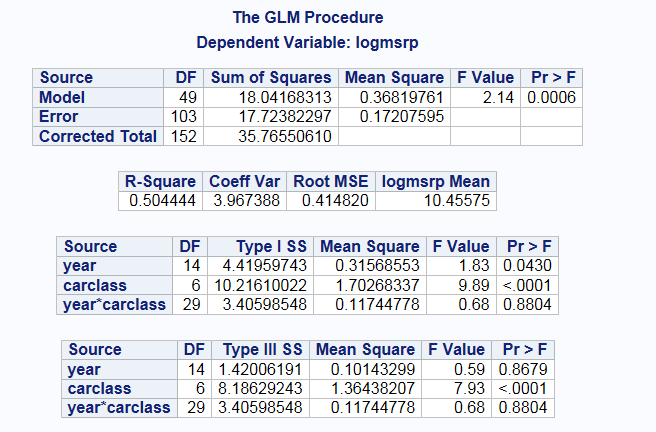 The GLM Procedure
Dependent Variable: logmsrp
Source DF Sum of Squares Mean Square F Value Pr > F
Model 49 18.04168313 0.36819761 2.14 0.0006
Error 103 17.72382297 0.17207595
Corrected Total 152 35.76550610
R-Square Coeff Var Root MSE logmsrp Mean
0.504444 3.967388 0.414820 10.45575
Source DF Type I SS Mean Square F Value Pr > F
year 14 4.41959743 0.31568553 1.83 0.0430
carclass 6 10.21610022 1.70268337 9.89 <.0001
year*carclass 29 3.40598548 0.11744778 0.68 0.8804
Source DF Type III SS Mean Square F Value Pr > F
year 14 1.42006191 0.10143299 0.59 0.8679
carclass 6 8.18629243 1.36438207 7.93 <.0001
year*carclass 29 3.40598548 0.11744778 0.68 0.8804